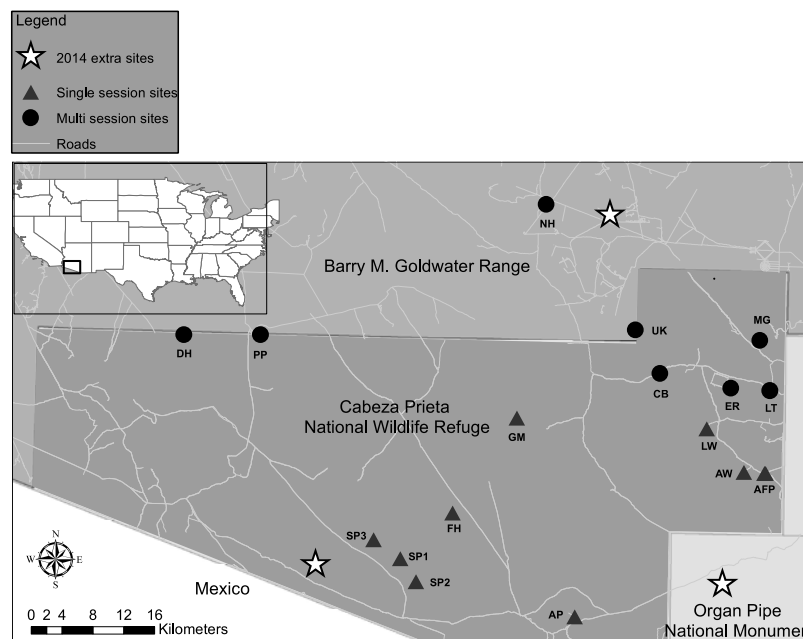 Legend
2014 extra sites
Single session sites
Multi session sites
Roads
NH
Barry M. Goldwater Range
UK
MG
DH
PP
CB
ER
LT
Cabeza Prieta
National Wildlife Refuge
GM
LW
AW
AFP
FH
SP3
SP1
SP2
N
W
E
S
Mexico
AP
Organ Pipe
National Monument
0 2 4 8 12 16
Kilometers